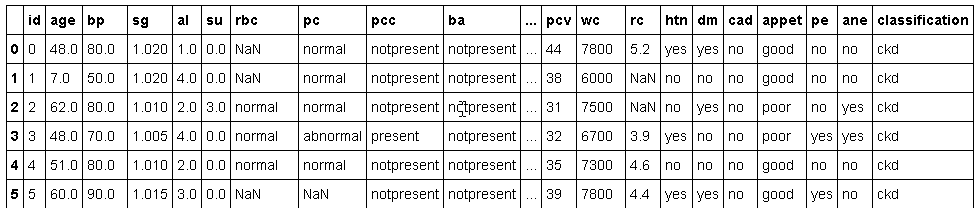 id age bp sg al su rbc pc pcc ba ... pcv wc rc htn dm cad appet pe ane classification
0 0 48.0 80.0 1.020 1.0 0.0 NaN normal notpresent notpresent ... 44 7800 5.2 yes yes no good no no ckd
1 1 7.0 50.0 1.020 4.0 0.0 NaN normal notpresent notpresent ... 38 6000 NaN no no no good no no ckd
2 2 62.0 80.0 1.010 2.0 3.0 normal normal notpresent notpresent ... 31 7500 NaN no yes no poor no yes ckd
3 3 48.0 70.0 1.005 4.0 0.0 normal abnormal present notpresent ... 32 6700 3.9 yes no no poor yes yes ckd
4 4 51.0 80.0 1.010 2.0 0.0 normal normal notpresent notpresent ... 35 7300 4.6 no no no good no no ckd
5 5 60.0 90.0 1.015 3.0 0.0 NaN NaN notpresent notpresent ... 39 7800 4.4 yes yes no good yes no ckd